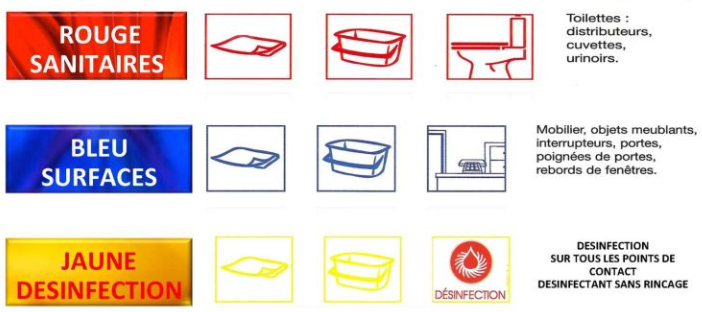 ROUGE
SANITAIRES
Toilettes :
distributeurs,
cuvettes,
urinoirs.
BLEU
SURFACES
Mobilier, objets meublants,
interrupteurs, portes,
poignées de portes,
rebords de fenêtres.
JAUNE
DESINFECTION
DÉSINFECTION
DESINFECTION
SUR TOUS LES POINTS DE
CONTACT
DESINFECTANT SANS RINCAGE